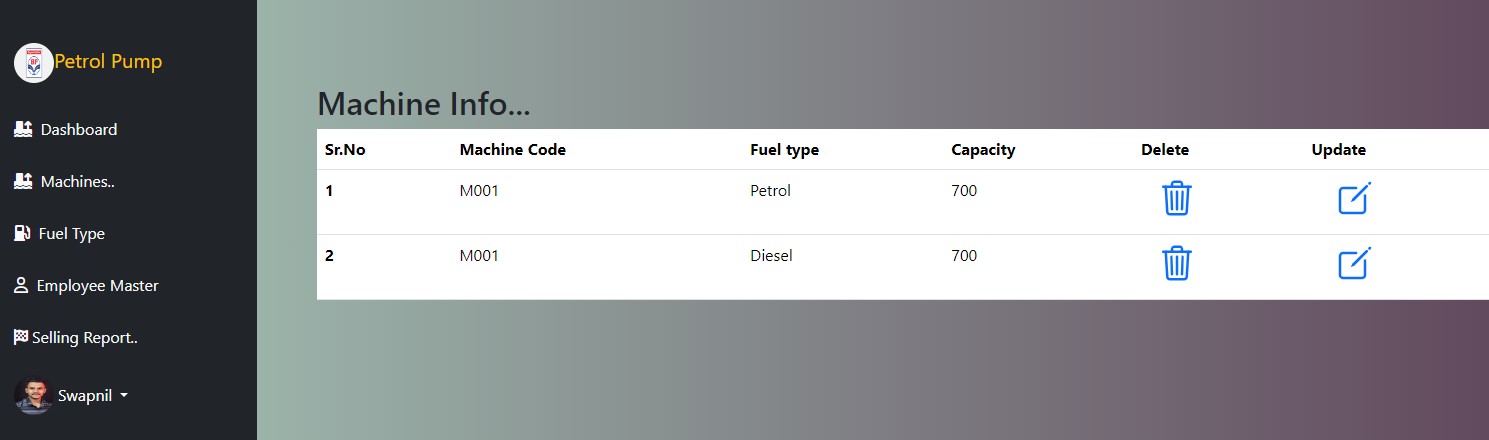 Petrol Pump
Dashboard
Machines..
Fuel Type
Employee Master
Selling Report..
Swapnil
Machine Info...
Sr.No Machine Code Fuel type Capacity Delete Update
1 M001 Petrol 700
2 M001 Diesel 700